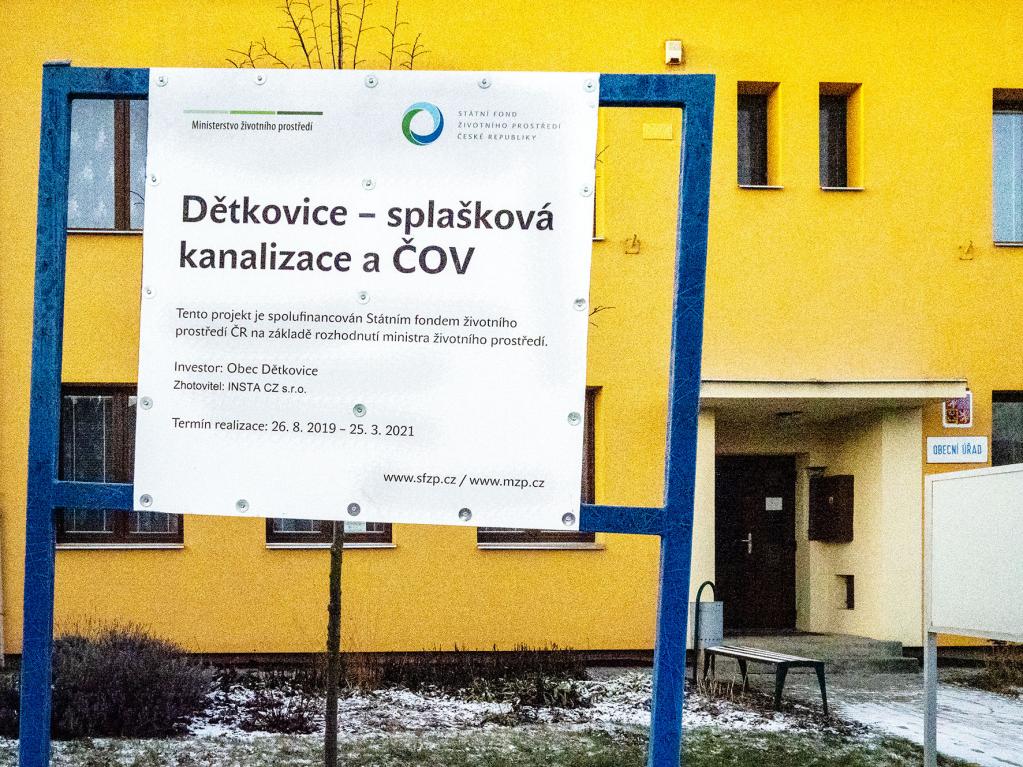 Ministerstvo životního prostředí
STÁTNÍ FOND
ŽIVOTNÍHO PROSTŘEDÍ
ČESKÉ REPUBLIKY
Dětkovice – splašková
kanalizace a ČOV
Tento projekt je spolufinancován Státním fondem životního
prostředí ČR na základě rozhodnutí ministra životního prostředí.
Investor: Obec Dětkovice
Zhotovitel: INSTA CZ s.r.o.
Termín realizace: 26. 8. 2019 – 25. 3. 2021
www.sfzp.cz / www.mzp.cz
OBECNÍ ÚŘAD